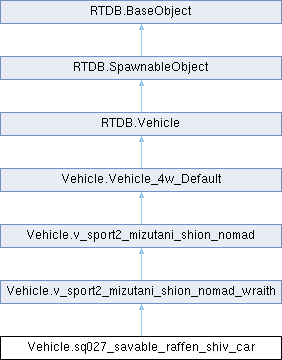 RTDB.BaseObject
RTDB.SpawnableObject
RTDB.Vehicle
Vehicle.Vehicle_4w_Default
Vehicle.v_sport2_mizutani_shion_nomad
Vehicle.v_sport2_mizutani_shion_nomad_wraith
Vehicle.sq027_savable_raffen_shiv_car